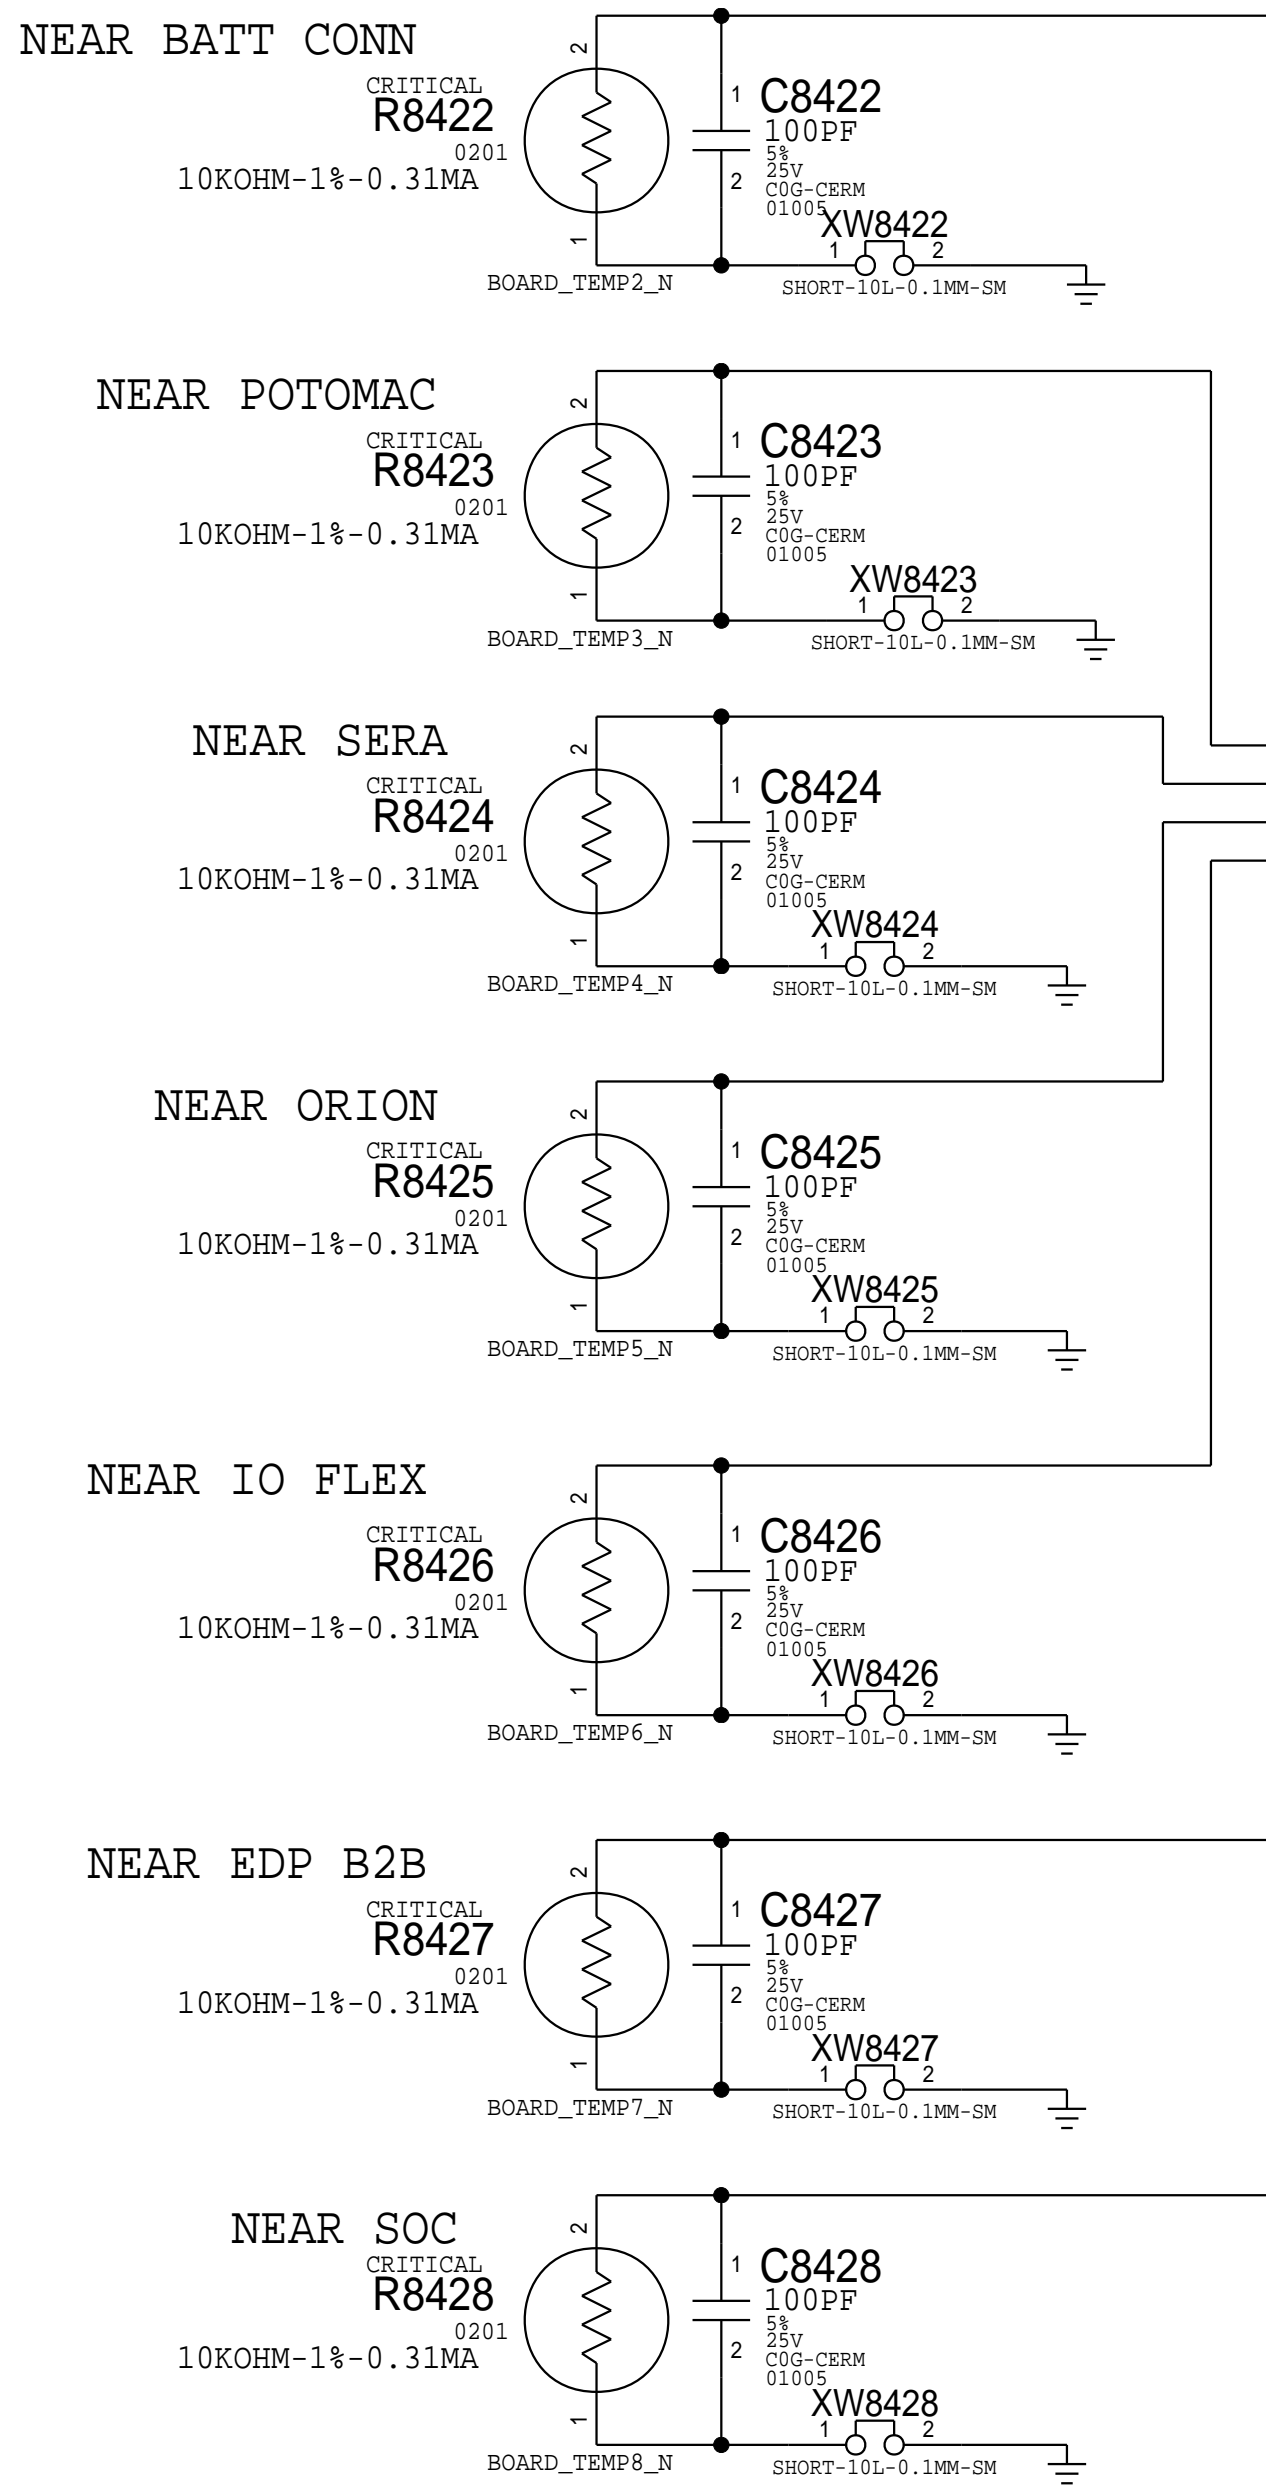 NEAR BATT CONN
CRITICAL
R8422
0201
10KOHM-1%-0.31MA
2
1
1
2
C8422
100PF
5%
25V
C0G-CERM
01005
XW8422
1 2
BOARD_TEMP2_N
SHORT-10L-0.1MM-SM
NEAR POTOMAC
CRITICAL
R8423
0201
10KOHM-1%-0.31MA
2
1
1
2
C8423
100PF
5%
25V
C0G-CERM
01005
XW8423
1 2
BOARD_TEMP3_N
SHORT-10L-0.1MM-SM
NEAR SERA
CRITICAL
R8424
0201
10KOHM-1%-0.31MA
2
1
1
2
C8424
100PF
5%
25V
C0G-CERM
01005
XW8424
1 2
BOARD_TEMP4_N
SHORT-10L-0.1MM-SM
NEAR ORION
CRITICAL
R8425
0201
10KOHM-1%-0.31MA
2
1
1
2
C8425
100PF
5%
25V
C0G-CERM
01005
XW8425
1 2
BOARD_TEMP5_N
SHORT-10L-0.1MM-SM
NEAR IO FLEX
CRITICAL
R8426
0201
10KOHM-1%-0.31MA
2
1
1
2
C8426
100PF
5%
25V
C0G-CERM
01005
XW8426
1 2
BOARD_TEMP6_N
SHORT-10L-0.1MM-SM
NEAR EDP B2B
CRITICAL
R8427
0201
10KOHM-1%-0.31MA
2
1
1
2
C8427
100PF
5%
25V
C0G-CERM
01005
XW8427
1 2
BOARD_TEMP7_N
SHORT-10L-0.1MM-SM
NEAR SOC
CRITICAL
R8428
0201
10KOHM-1%-0.31MA
2
1
1
2
C8428
100PF
5%
25V
C0G-CERM
01005
XW8428
1 2
BOARD_TEMP8_N
SHORT-10L-0.1MM-SM